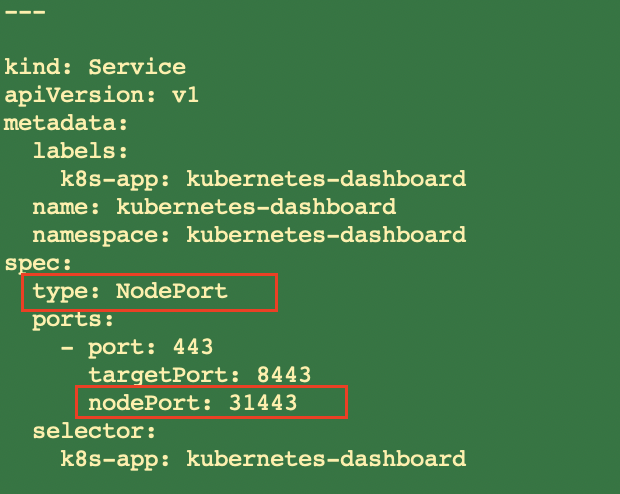 ---
kind: Service
apiVersion: v1
metadata:
  labels:
    k8s-app: kubernetes-dashboard
  name: kubernetes-dashboard
  namespace: kubernetes-dashboard
spec:
  type: NodePort
  ports:
    - port: 443
      targetPort: 8443
      nodePort: 31443
  selector:
    k8s-app: kubernetes-dashboard